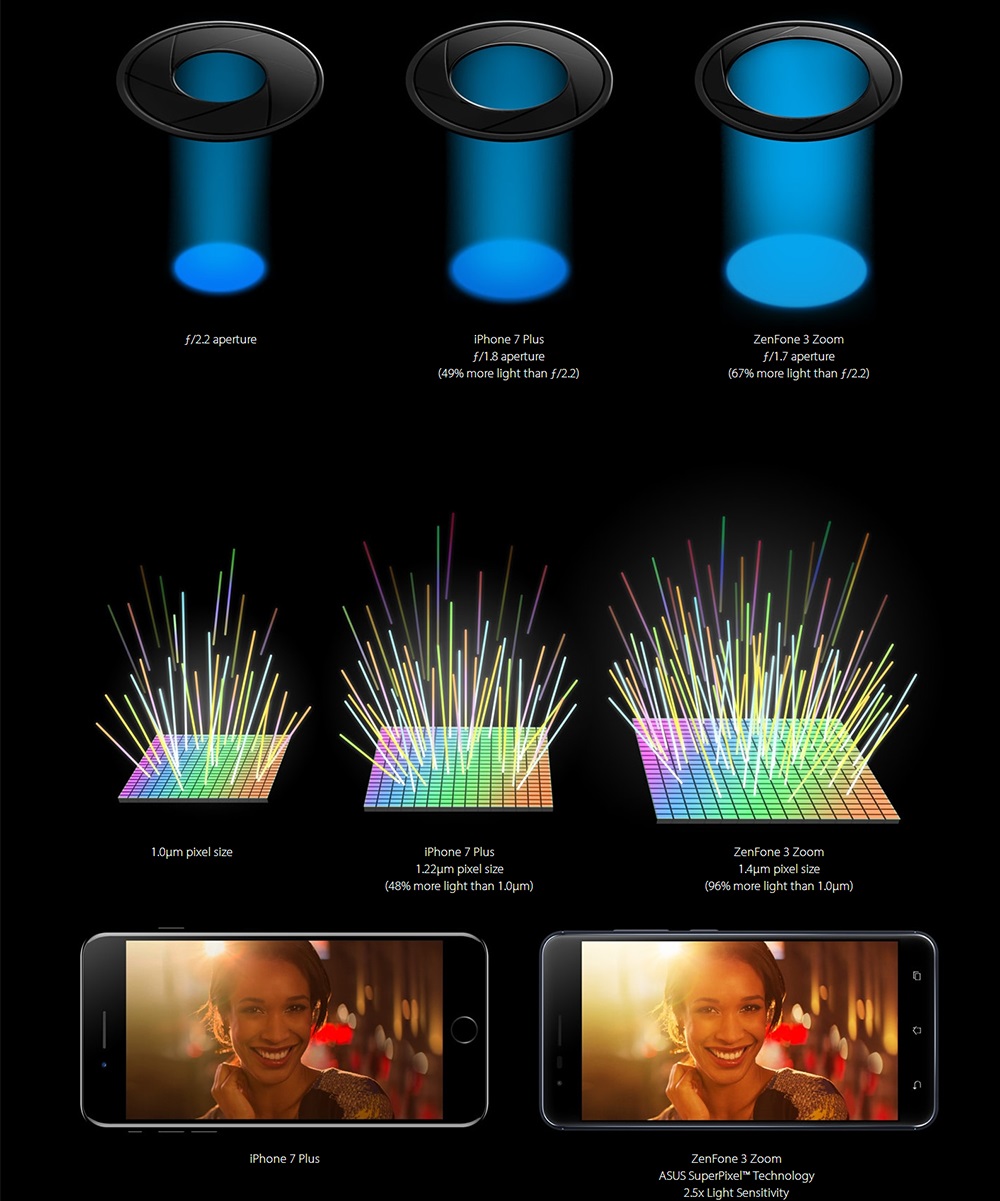 ƒ/2.2 aperture
iPhone 7 Plus
ƒ/1.8 aperture
(49% more light than ƒ/2.2)
ZenFone 3 Zoom
ƒ/1.7 aperture
(67% more light than ƒ/2.2)
1.0µm pixel size
iPhone 7 Plus
1.22µm pixel size
(48% more light than 1.0µm)
ZenFone 3 Zoom
1.4µm pixel size
(96% more light than 1.0µm)
iPhone 7 Plus
ZenFone 3 Zoom
ASUS SuperPixel™ Technology
2.5x Light Sensitivity